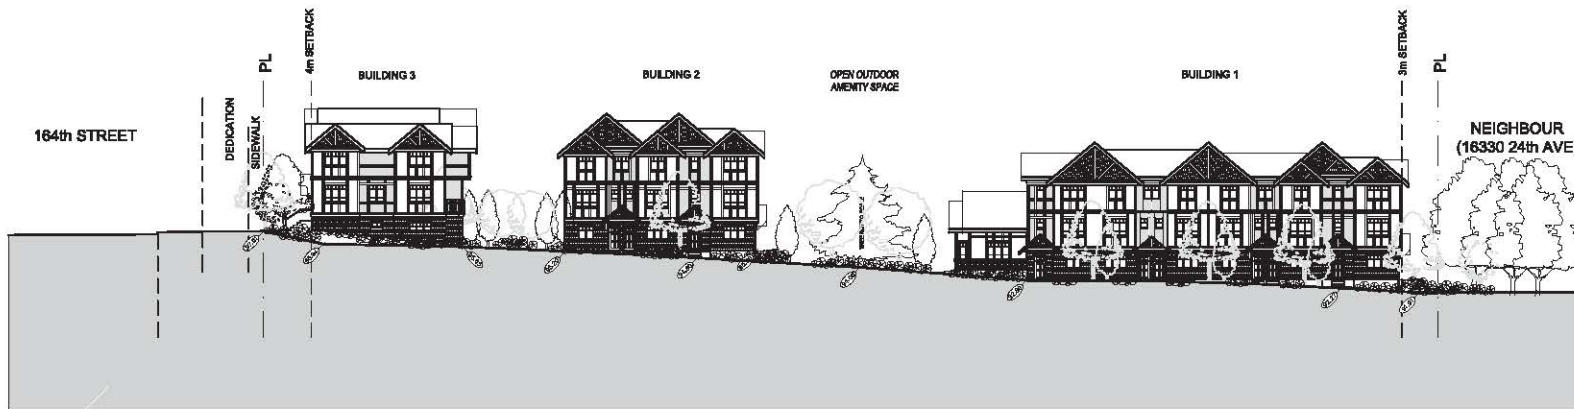 164th STREET
DEDICATION
SIDEWALK
PL
4m SETBACK
BUILDING 3
BUILDING 2
OPEN OUTDOOR
AMENITY SPACE
BUILDING 1
3m SETBACK
PL
NEIGHBOUR
(16330 24th AVE